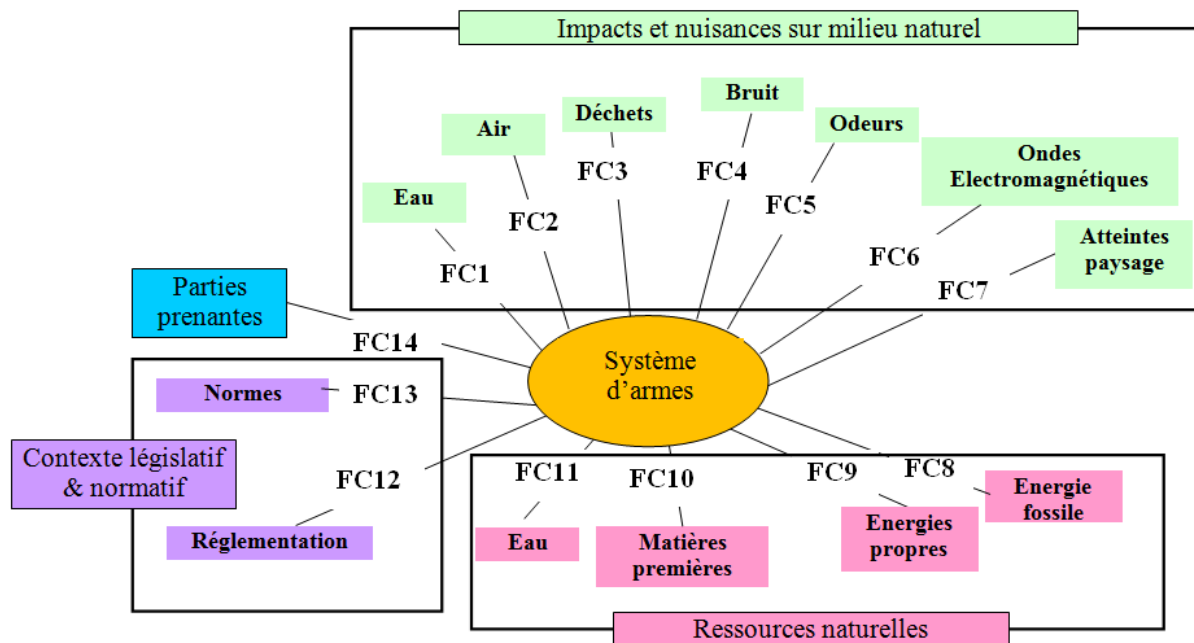 Impacts et nuisances sur milieu naturel
Bruit
Déchets
Air
Odeurs
Ondes
Electromagnétiques
FC3
FC4
Eau
FC2
FC5
Atteintes
paysage
FC1
FC6
FC7
Parties
prenantes
FC14
Système
d’armes
Normes
FC13
Contexte législatif
& normatif
FC12
Réglementation
FC11
FC10
FC9
FC8
Energie
fossile
Eau
Matières
premières
Energies
propres
Ressources naturelles